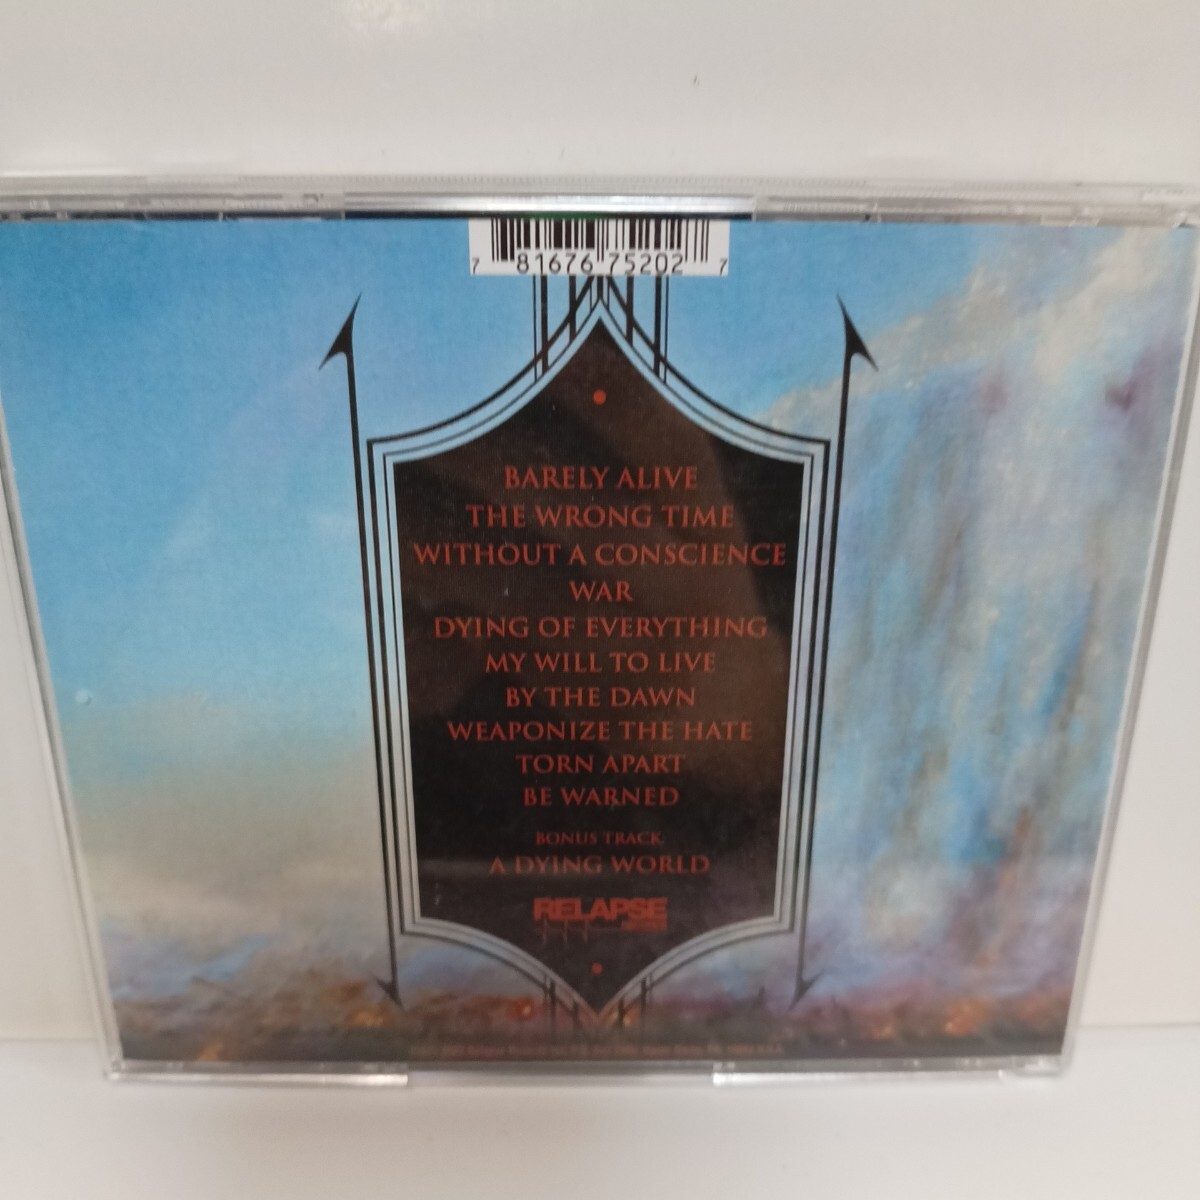 7 81676 75202 7
BARELY ALIVE
THE WRONG TIME
WITHOUT A CONSCIENCE
WAR
DYING OF EVERYTHING
MY WILL TO LIVE
BY THE DAWN
WEAPONIZE THE HATE
TORN APART
BE WARNED
BONUS TRACK:
A DYING WORLD
RELAPSE